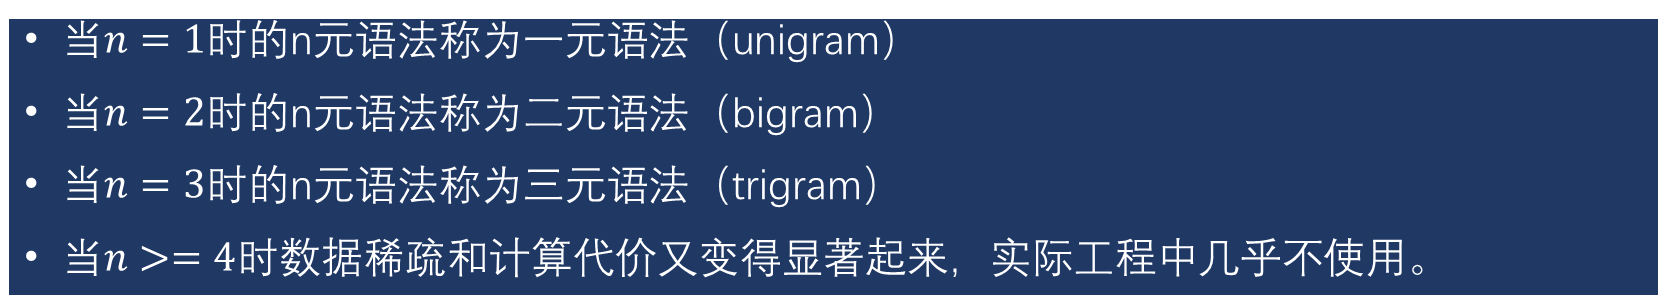 • 当n = 1时的n元语法称为一元语法（unigram）
• 当n = 2时的n元语法称为二元语法（bigram）
• 当n = 3时的n元语法称为三元语法（trigram）
• 当n >= 4时数据稀疏和计算代价又变得显著起来，实际工程中几乎不使用。